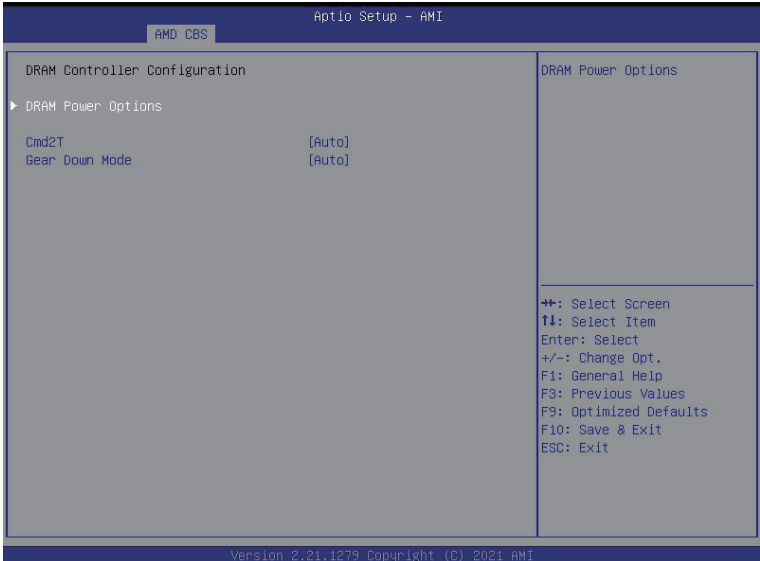 Aptio Setup – AMI
AMD CBS
DRAM Controller Configuration
DRAM Power Options
Cmd2T [Auto]
Gear Down Mode [Auto]
DRAM Power Options
→←: Select Screen
↑↓: Select Item
Enter: Select
+/-: Change Opt.
F1: General Help
F3: Previous Values
F9: Optimized Defaults
F10: Save & Exit
ESC: Exit
Version 2.21.1279 Copyright (C) 2021 AMI